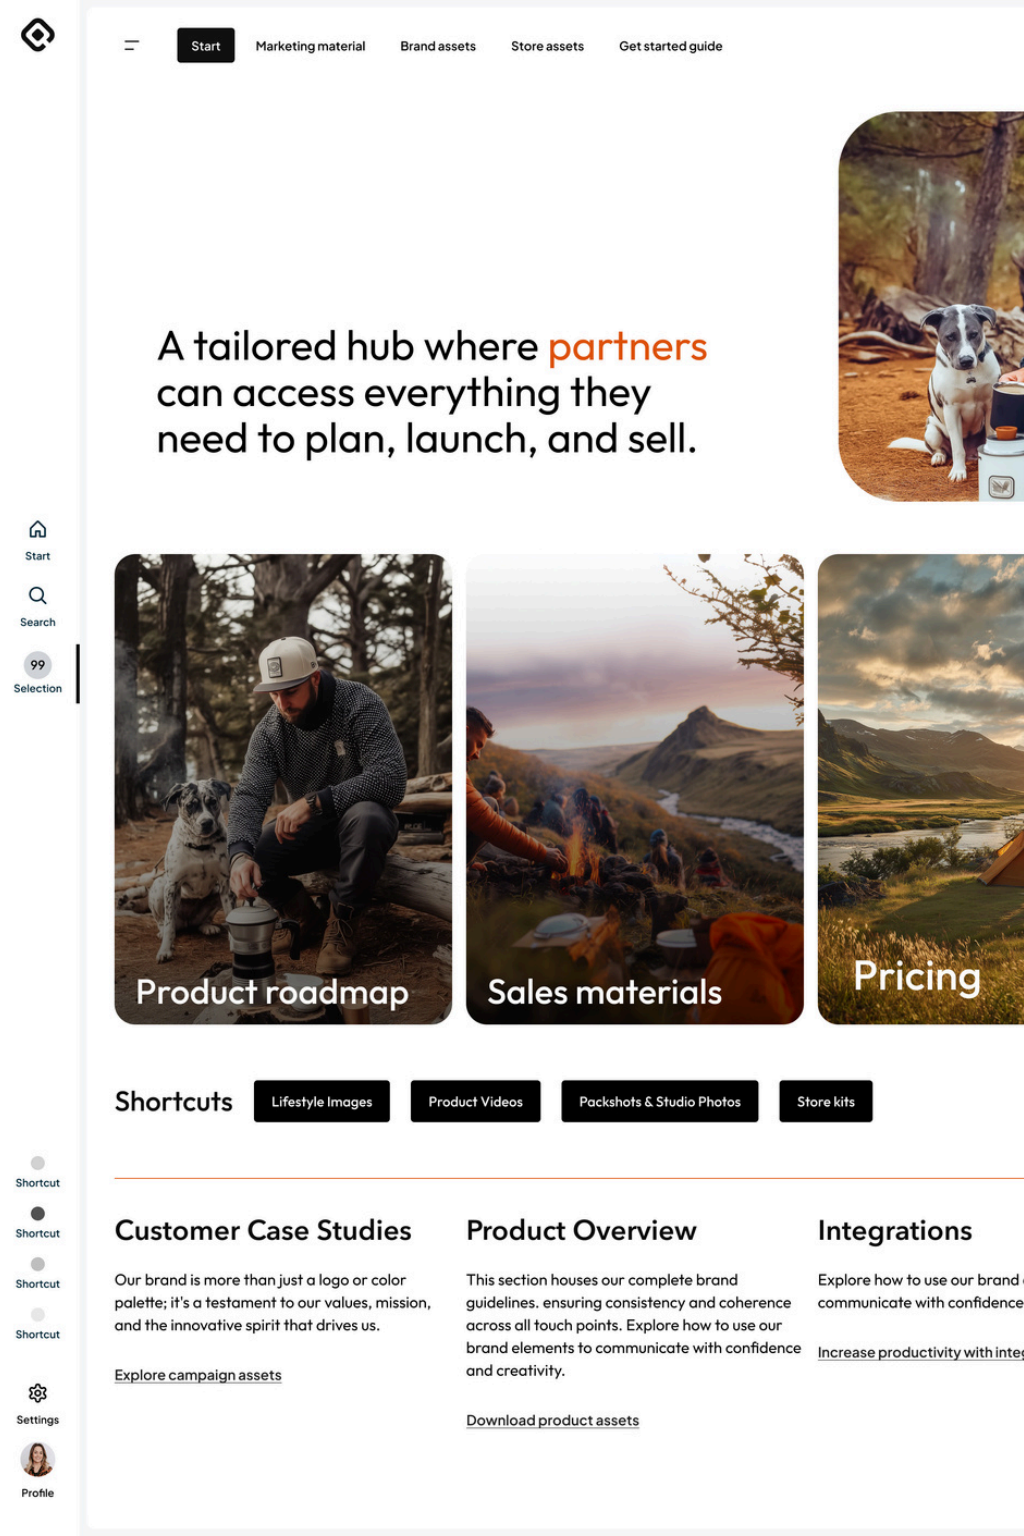 Start
Marketing material
Brand assets
Store assets
Get started guide
A tailored hub where partners
can access everything they
need to plan, launch, and sell.
Start
Search
99
Selection
Product roadmap
Sales materials
Pricing
Shortcuts
Lifestyle Images
Product Videos
Packshots & Studio Photos
Store kits
Shortcut
Shortcut
Shortcut
Shortcut
Settings
Profile
Customer Case Studies
Our brand is more than just a logo or color
palette; it's a testament to our values, mission,
and the innovative spirit that drives us.
Explore campaign assets
Product Overview
This section houses our complete brand
guidelines. ensuring consistency and coherence
across all touch points. Explore how to use our
brand elements to communicate with confidence
and creativity.
Download product assets
Integrations
Explore how to use our brand
communicate with confidence
Increase productivity with